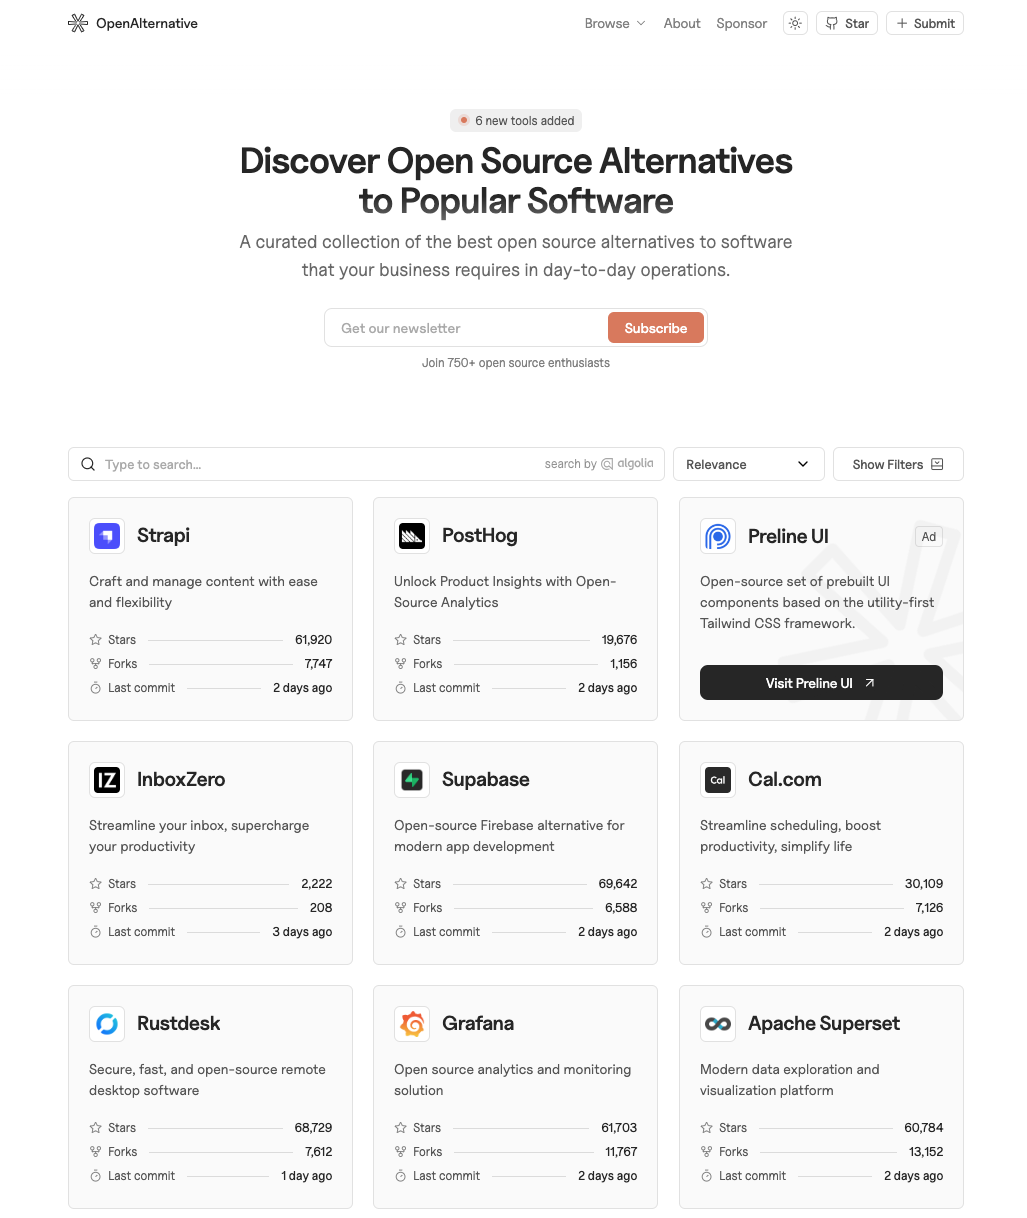 OpenAlternative
Browse
About
Sponsor
Star
Submit
6 new tools added
Discover Open Source Alternatives
to Popular Software
A curated collection of the best open source alternatives to software
that your business requires in day-to-day operations.
Get our newsletter
Subscribe
Join 750+ open source enthusiasts
Type to search...
search by algolia
Relevance
Show Filters
Strapi
Craft and manage content with ease
and flexibility
Stars 61,920
Forks 7,747
Last commit 2 days ago
PostHog
Unlock Product Insights with Open-
Source Analytics
Stars 19,676
Forks 1,156
Last commit 2 days ago
Preline UI
Ad
Open-source set of prebuilt UI
components based on the utility-first
Tailwind CSS framework.
Visit Preline UI
IZ
InboxZero
Streamline your inbox, supercharge
your productivity
Stars 2,222
Forks 208
Last commit 3 days ago
Supabase
Open-source Firebase alternative for
modern app development
Stars 69,642
Forks 6,588
Last commit 2 days ago
Cal
Cal.com
Streamline scheduling, boost
productivity, simplify life
Stars 30,109
Forks 7,126
Last commit 2 days ago
Rustdesk
Secure, fast, and open-source remote
desktop software
Stars 68,729
Forks 7,612
Last commit 1 day ago
Grafana
Open source analytics and monitoring
solution
Stars 61,703
Forks 11,767
Last commit 2 days ago
Apache Superset
Modern data exploration and
visualization platform
Stars 60,784
Forks 13,152
Last commit 2 days ago